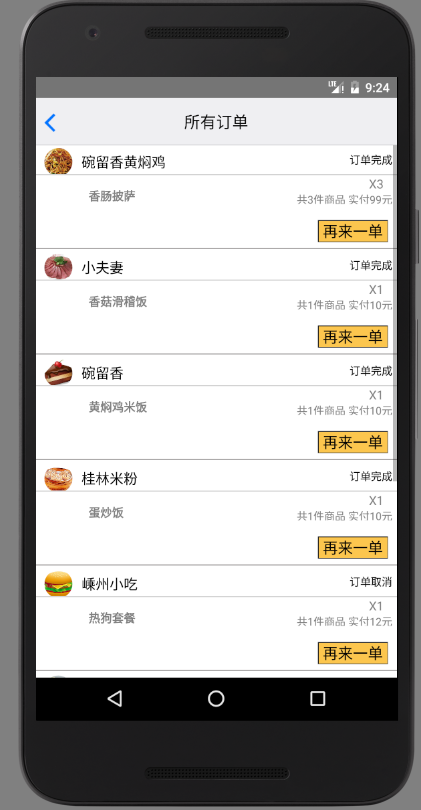 LTE 9:24
所有订单
碗留香黄焖鸡 订单完成
X3
香肠披萨 共3件商品 实付99元
再来一单
小夫妻 订单完成
X1
香菇滑稽饭 共1件商品 实付10元
再来一单
碗留香 订单完成
X1
黄焖鸡米饭 共1件商品 实付10元
再来一单
桂林米粉 订单完成
X1
蛋炒饭 共1件商品 实付10元
再来一单
嵊州小吃 订单取消
X1
热狗套餐 共1件商品 实付12元
再来一单